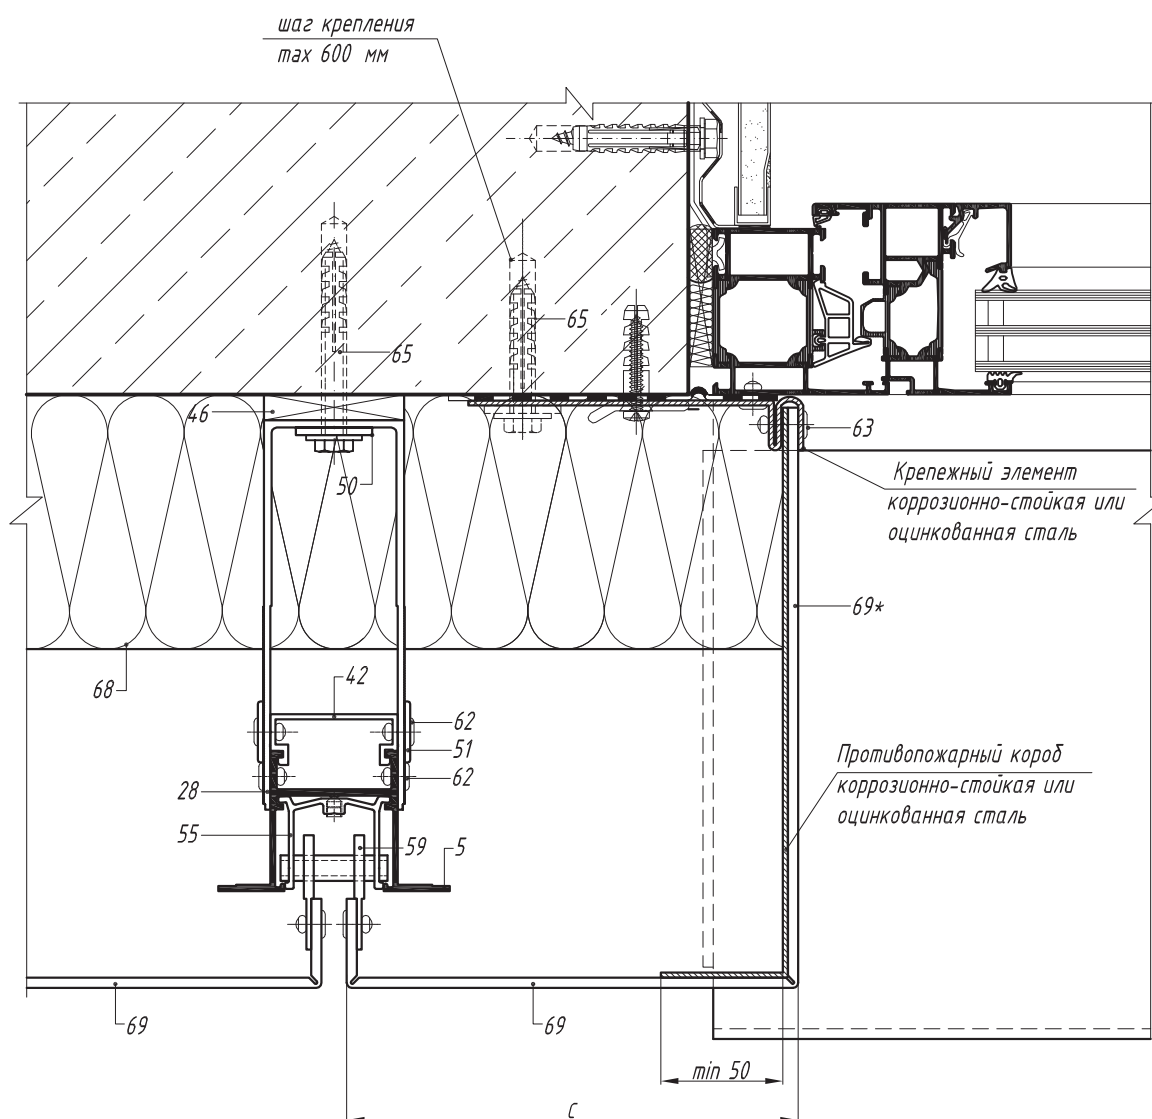 шаг крепления
max 600 мм
65
65
46
63
50
Крепежный элемент
коррозионно-стойкая или
оцинкованная сталь
69*
68
42
62
51
62
28
Противопожарный короб
коррозионно-стойкая или
оцинкованная сталь
55
59
5
69
69
min 50
C